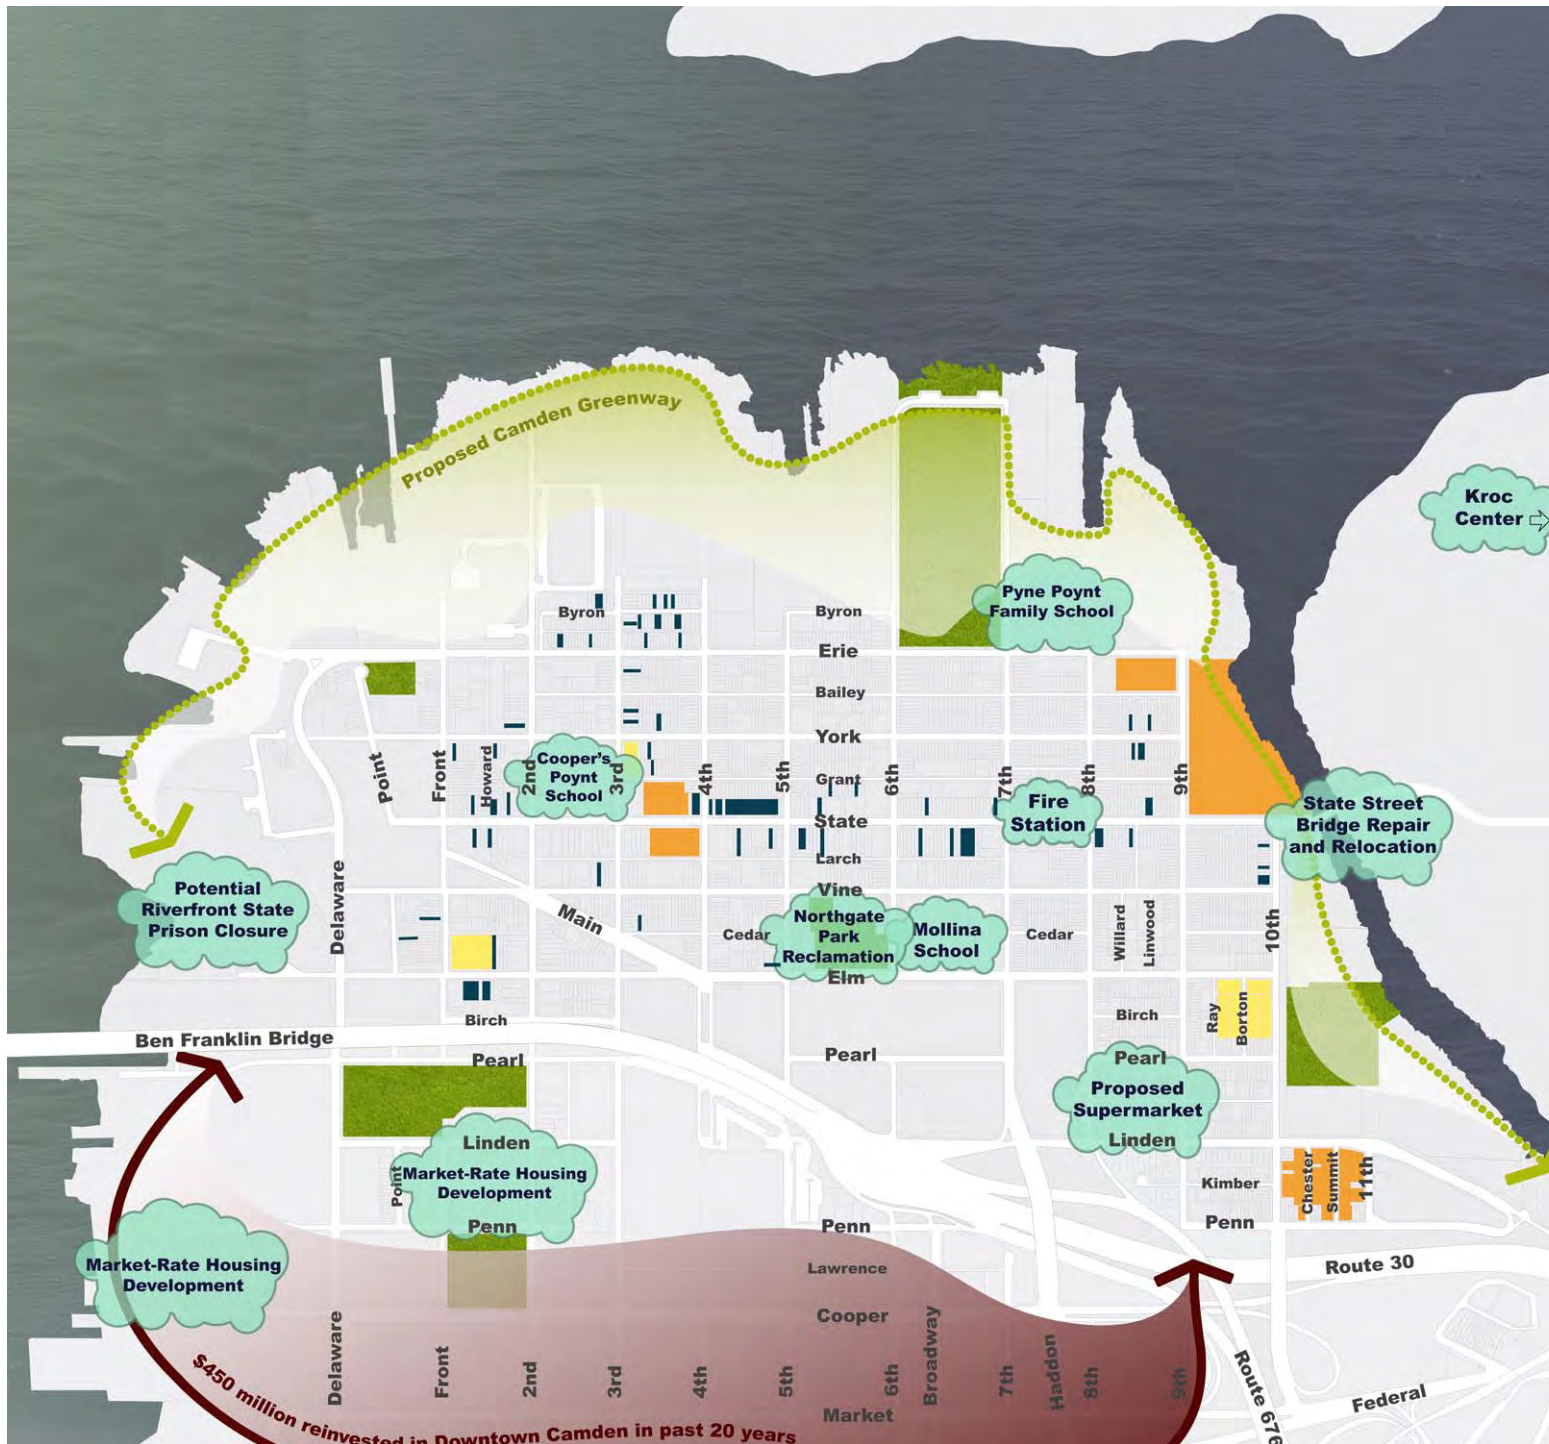 Proposed Camden Greenway
Kroc
Center
Pyne Poynt
Family School
Byron
Byron
Erie
Bailey
York
Point
Front
Howard
2nd
Cooper's
Poynt
School
3rd
4th
5th
Grant
6th
7th
8th
9th
State
Fire
Station
State Street
Bridge Repair
and Relocation
Larch
Vine
Potential
Riverfront State
Prison Closure
Delaware
Main
Cedar
Northgate
Park
Reclamation
Mollina
School
Cedar
Willard
Linwood
10th
Elm
Birch
Birch
Ray
Borton
Ben Franklin Bridge
Pearl
Pearl
Pearl
Proposed
Supermarket
Linden
Linden
Point
Market-Rate Housing
Development
Penn
Penn
Kimber
Chester
Summit
11th
Penn
Market-Rate Housing
Development
Lawrence
Route 30
Cooper
Delaware
Front
2nd
3rd
4th
5th
6th
Broadway
7th
Haddon
8th
9th
Route 676
Federal
Market
$450 million reinvested in Downtown Camden in past 20 years